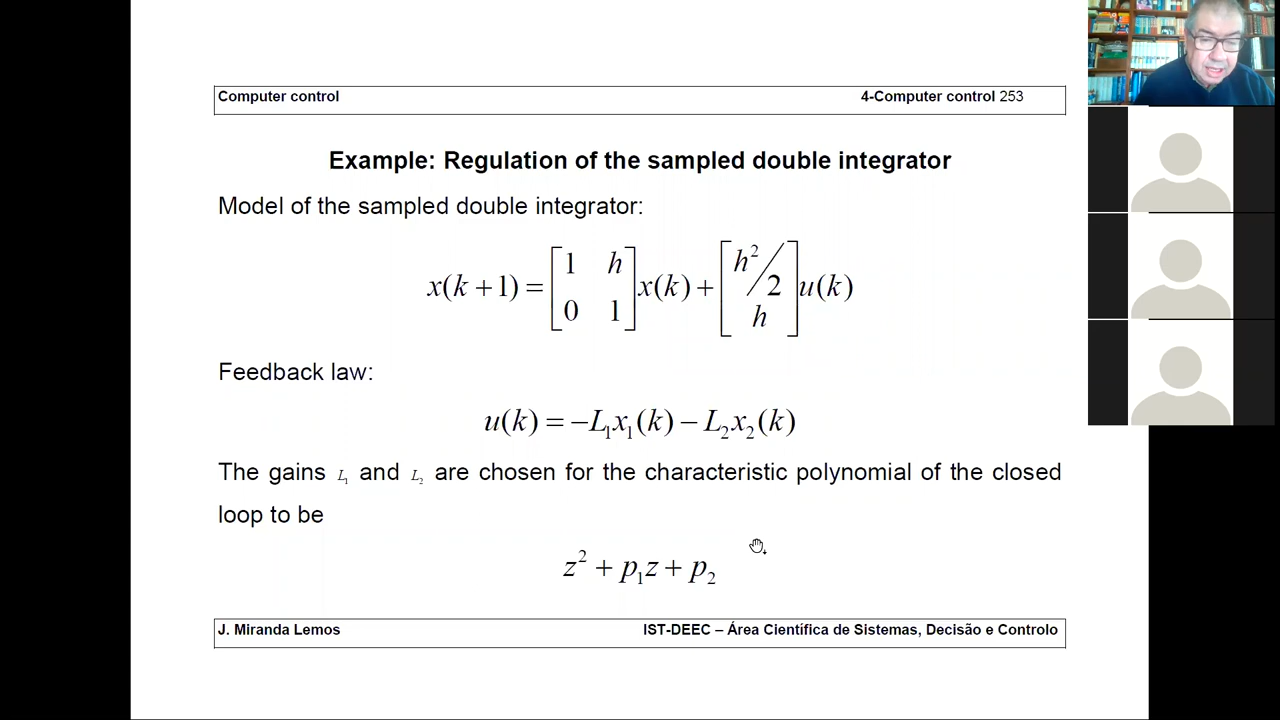 Computer control 4-Computer control 253
Example: Regulation of the sampled double integrator
Model of the sampled double integrator:
x(k+1) = [1 h; 0 1] x(k) + [h²/2; h] u(k)
Feedback law:
u(k) = −L₁x₁(k) − L₂x₂(k)
The gains L₁ and L₂ are chosen for the characteristic polynomial of the closed
loop to be
z² + p₁z + p₂
J. Miranda Lemos IST-DEEC – Área Científica de Sistemas, Decisão e Controlo